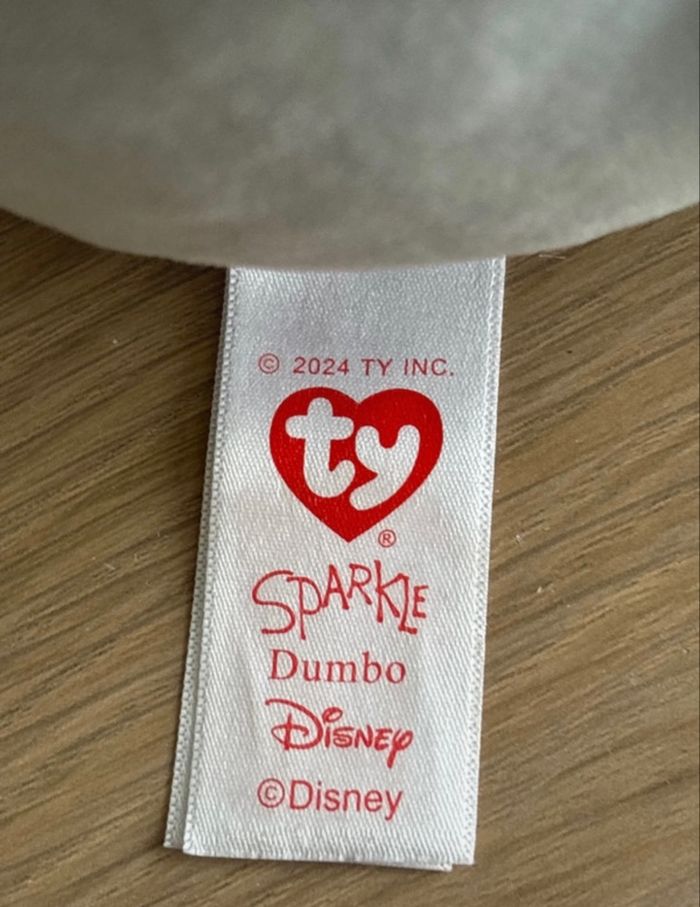 © 2024 TY INC.
ty
®
SPARKLE
Dumbo
Disney
©Disney